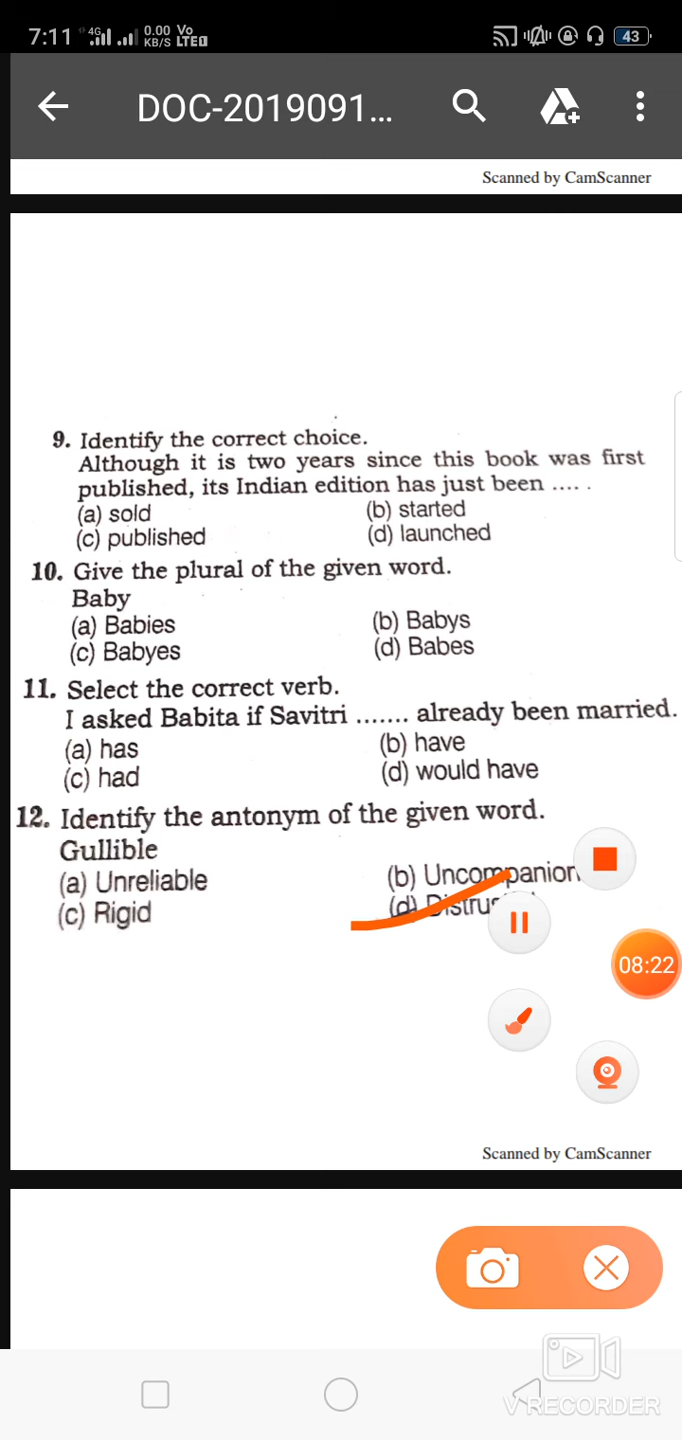 7:11 4G 0.00 KB/S Vo LTE 43
DOC-2019091...
Scanned by CamScanner
9. Identify the correct choice.
Although it is two years since this book was first
published, its Indian edition has just been .... .
(a) sold (b) started
(c) published (d) launched
10. Give the plural of the given word.
Baby
(a) Babies (b) Babys
(c) Babyes (d) Babes
11. Select the correct verb.
I asked Babita if Savitri ....... already been married.
(a) has (b) have
(c) had (d) would have
12. Identify the antonym of the given word.
Gullible
(a) Unreliable (b) Uncompanion
(c) Rigid (d)
08:22
Scanned by CamScanner
V RECORDER